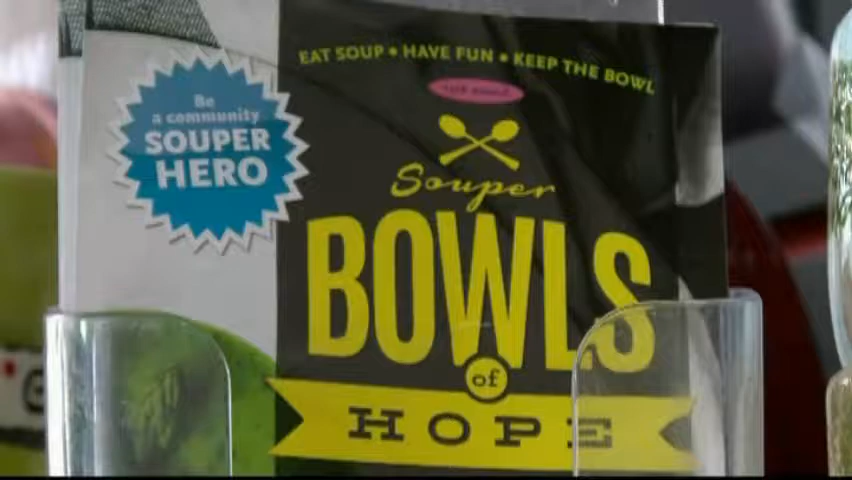 EAT SOUP • HAVE FUN • KEEP THE BOWL
Be
a community
SOUPER
HERO
Souper
BOWLS
of
HOPE